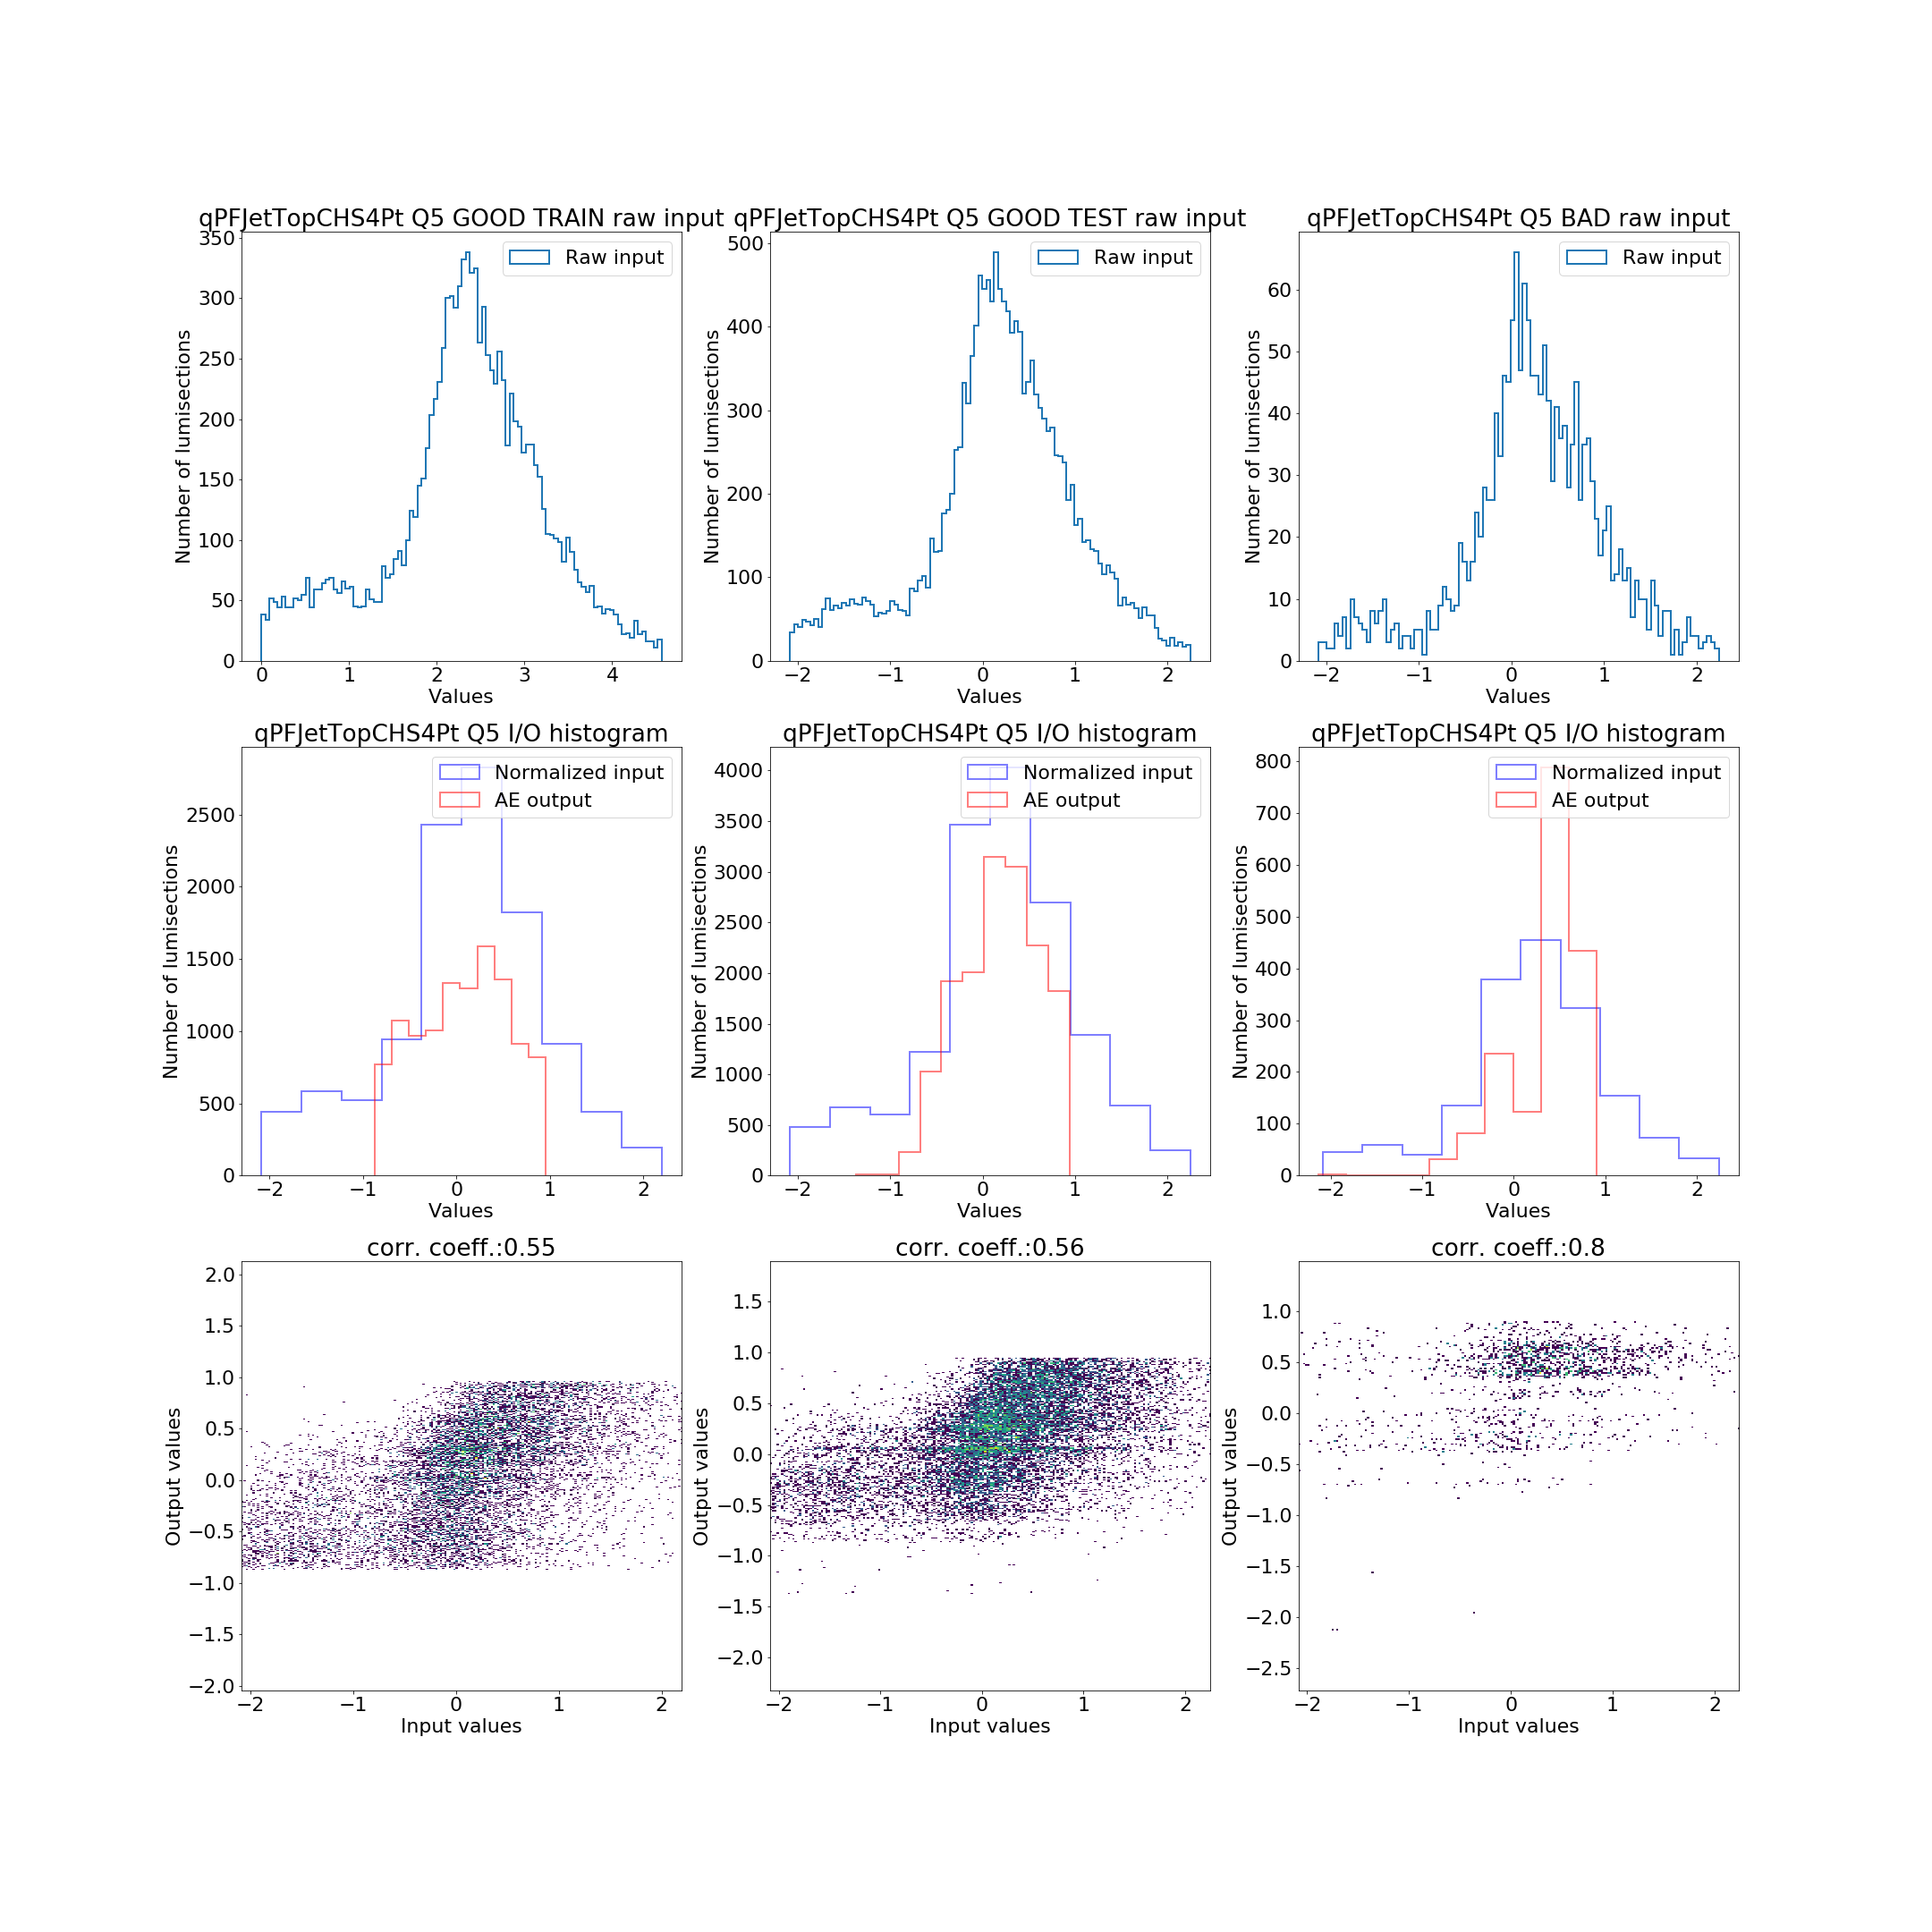 qPFJetTopCHS4Pt Q5 GOOD TRAIN raw input
qPFJetTopCHS4Pt Q5 GOOD TEST raw input
qPFJetTopCHS4Pt Q5 BAD raw input
Number of lumisections
350
300
250
200
150
100
50
0
Raw input
0 1 2 3 4
Values
Number of lumisections
500
400
300
200
100
0
Raw input
−2 −1 0 1 2
Values
Number of lumisections
60
50
40
30
20
10
0
Raw input
−2 −1 0 1 2
Values
qPFJetTopCHS4Pt Q5 I/O histogram
Number of lumisections
2500
2000
1500
1000
500
0
Normalized input
AE output
−2 −1 0 1 2
Values
qPFJetTopCHS4Pt Q5 I/O histogram
Number of lumisections
4000
3500
3000
2500
2000
1500
1000
500
0
Normalized input
AE output
−2 −1 0 1 2
Values
qPFJetTopCHS4Pt Q5 I/O histogram
Number of lumisections
800
700
600
500
400
300
200
100
0
Normalized input
AE output
−2 −1 0 1 2
Values
corr. coeff.:0.55
Output values
2.0
1.5
1.0
0.5
0.0
−0.5
−1.0
−1.5
−2.0
−2 −1 0 1 2
Input values
corr. coeff.:0.56
Output values
1.5
1.0
0.5
0.0
−0.5
−1.0
−1.5
−2.0
−2 −1 0 1 2
Input values
corr. coeff.:0.8
Output values
1.0
0.5
0.0
−0.5
−1.0
−1.5
−2.0
−2.5
−2 −1 0 1 2
Input values